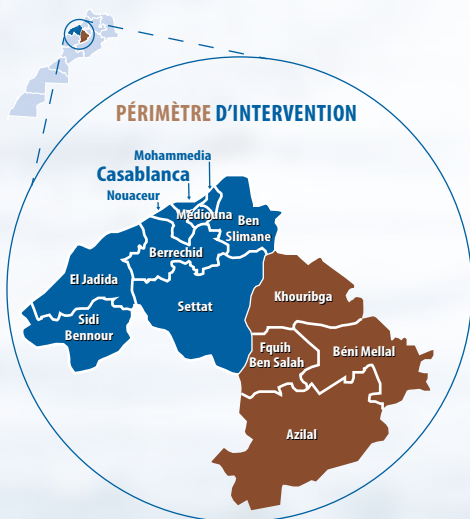 PÉRIMÈTRE D'INTERVENTION
Mohammedia
Casablanca
Nouaceur
Médiouna
Ben
Slimane
Berrechid
El Jadida
Settat
Khouribga
Sidi
Bennour
Fquih
Ben Salah
Béni Mellal
Azilal